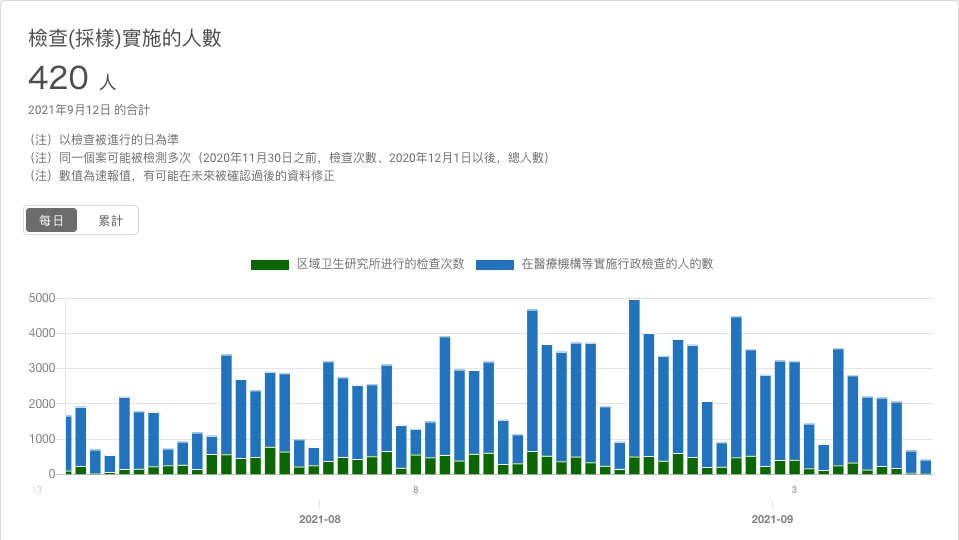 檢查(採樣)實施的人數
420 人
2021年9月12日 的合計
（注）以檢查被進行的日為準
（注）同一個案可能被檢測多次（2020年11月30日之前，檢查次數、2020年12月1日以後，總人數）
（注）數值為速報值，有可能在未來被確認過後的資料修正
每日 累計
区域卫生研究所进行的检查次数 在醫療機構等實施行政檢查的人的數
5000
4000
3000
2000
1000
0
13 8 3
2021-08 2021-09